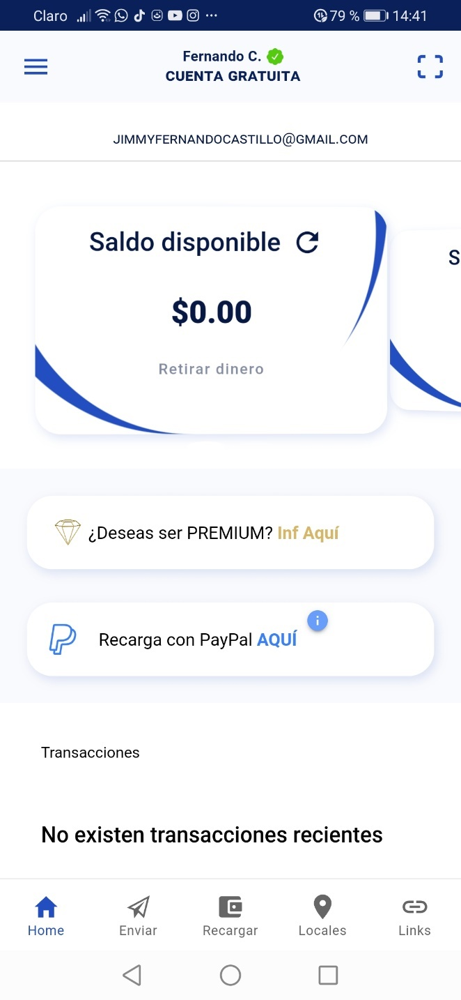 Claro 79 % 14:41
Fernando C.
CUENTA GRATUITA
JIMMYFERNANDOCASTILLO@GMAIL.COM
Saldo disponible
S
$0.00
Retirar dinero
¿Deseas ser PREMIUM? Inf Aquí
Recarga con PayPal AQUÍ
Transacciones
No existen transacciones recientes
Home Enviar Recargar Locales Links